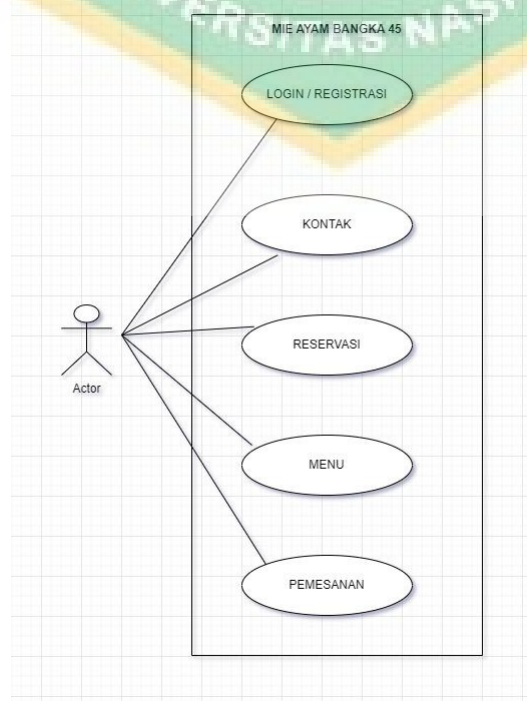 MIE AYAM BANGKA 45
LOGIN / REGISTRASI
KONTAK
RESERVASI
Actor
MENU
PEMESANAN